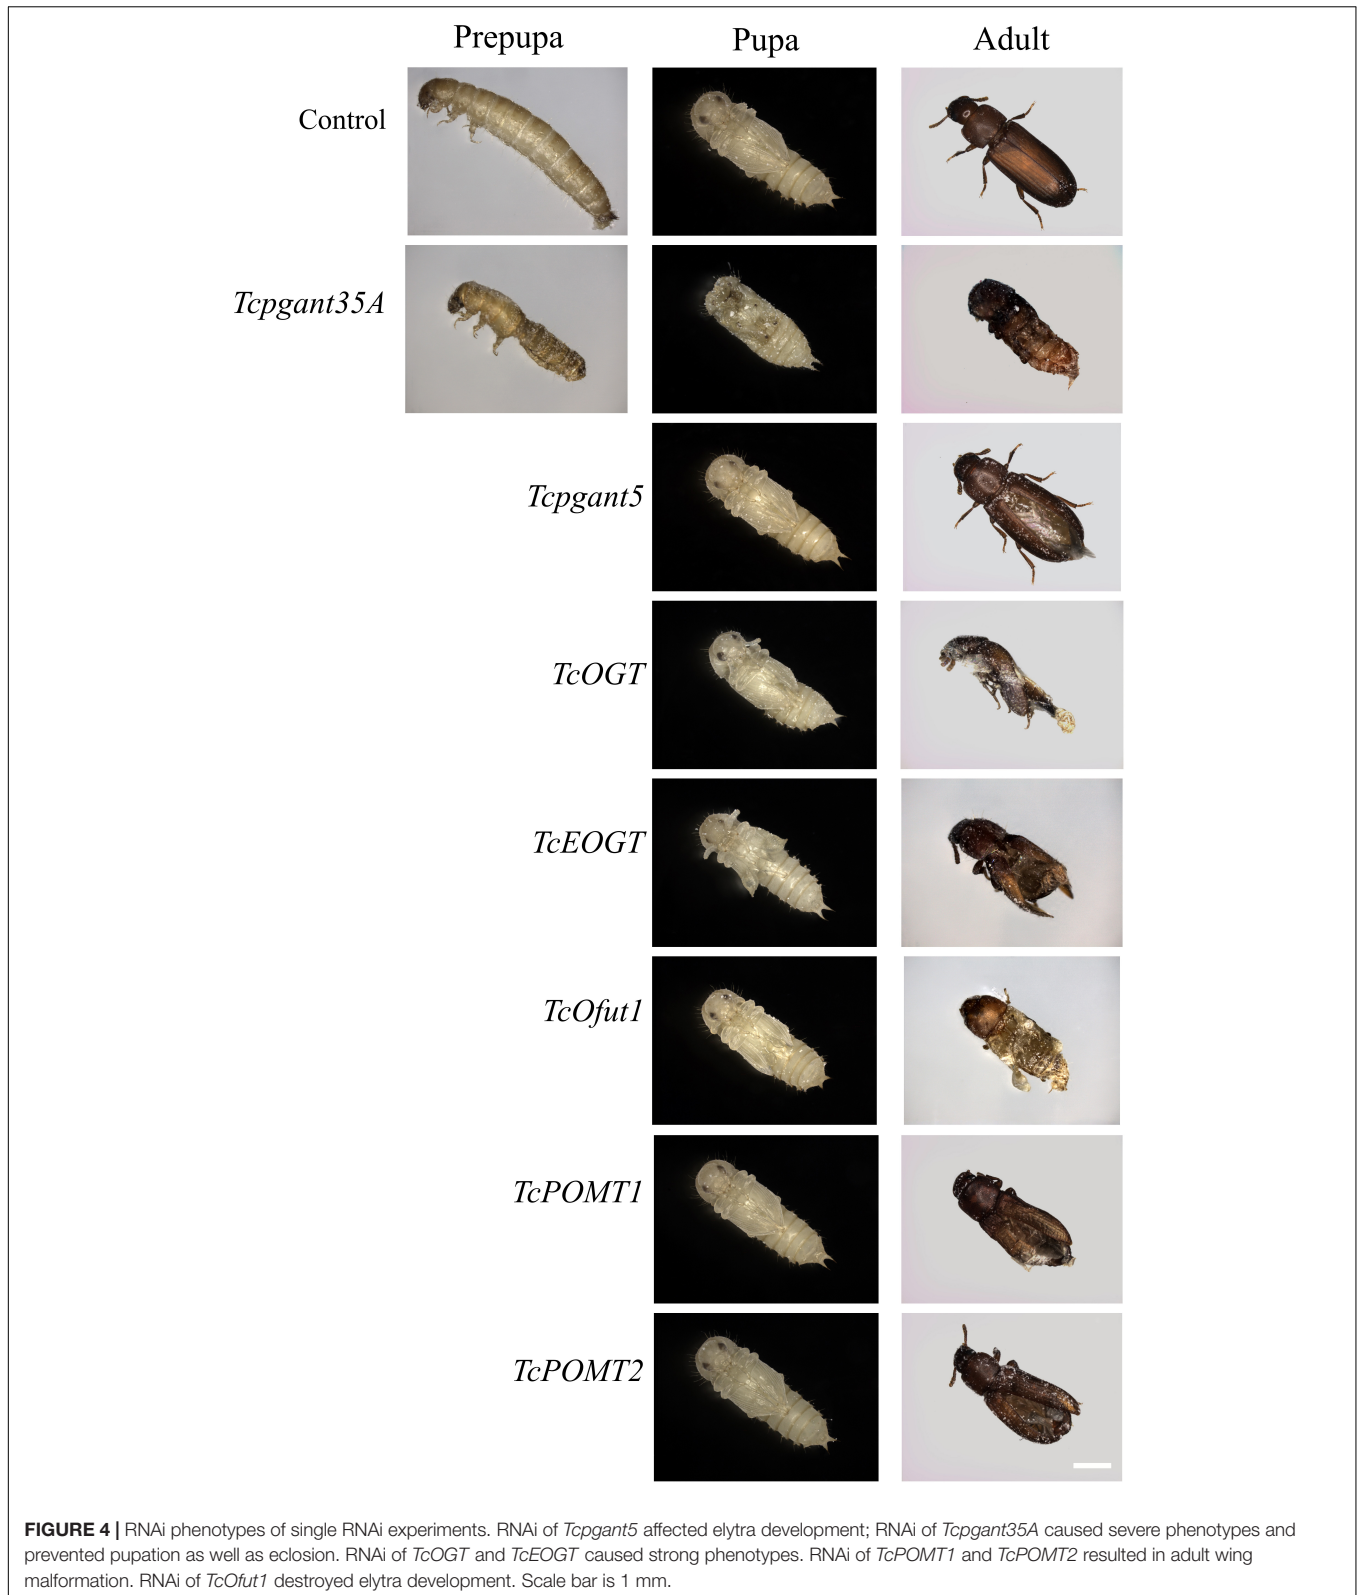 Prepupa Pupa Adult
Control
Tcpgant35A
Tcpgant5
TcOGT
TcEOGT
TcOfut1
TcPOMT1
TcPOMT2
FIGURE 4 | RNAi phenotypes of single RNAi experiments. RNAi of Tcpgant5 affected elytra development; RNAi of Tcpgant35A caused severe phenotypes and
prevented pupation as well as eclosion. RNAi of TcOGT and TcEOGT caused strong phenotypes. RNAi of TcPOMT1 and TcPOMT2 resulted in adult wing
malformation. RNAi of TcOfut1 destroyed elytra development. Scale bar is 1 mm.